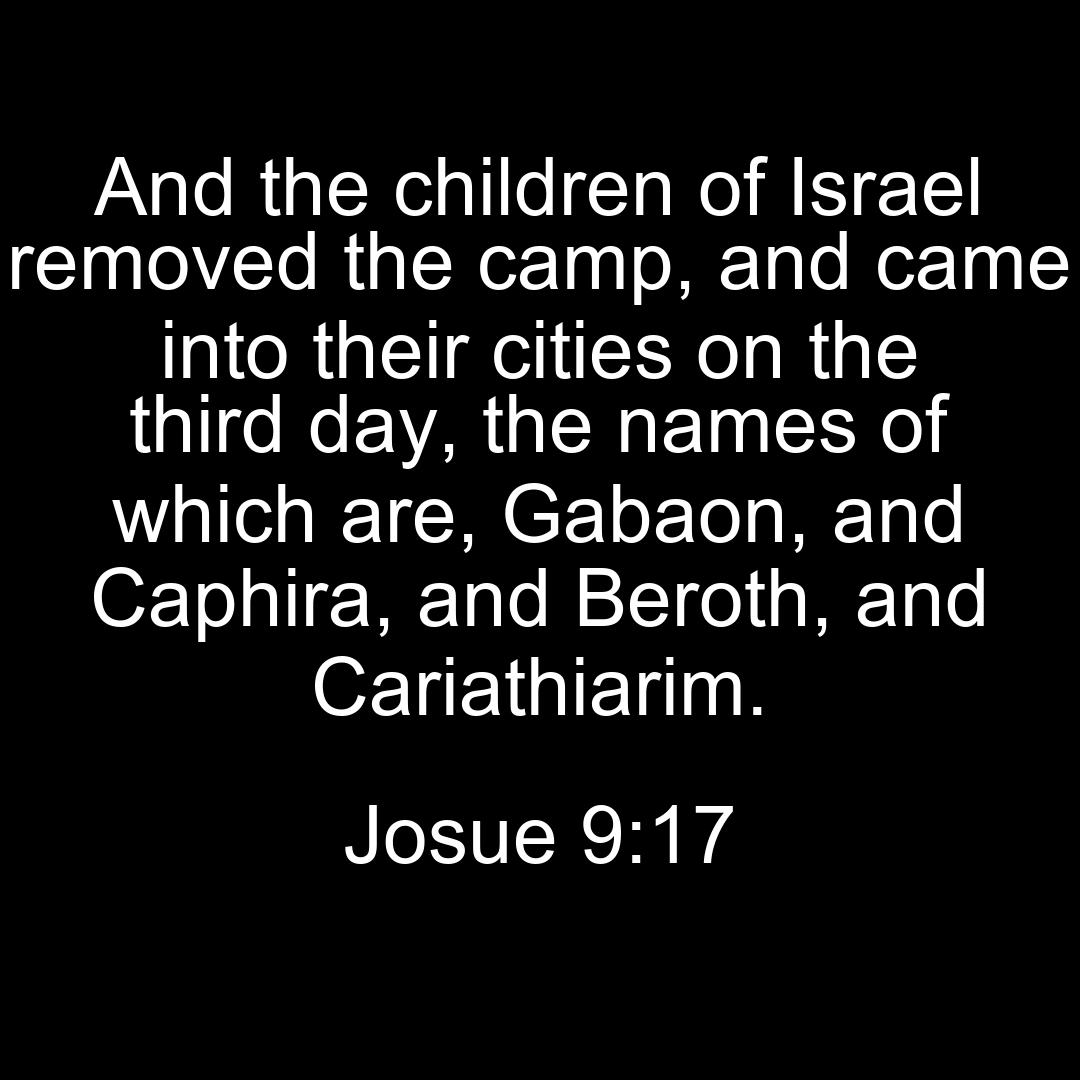 And the children of Israel
removed the camp, and came
into their cities on the
third day, the names of
which are, Gabaon, and
Caphira, and Beroth, and
Cariathiarim.
Josue 9:17